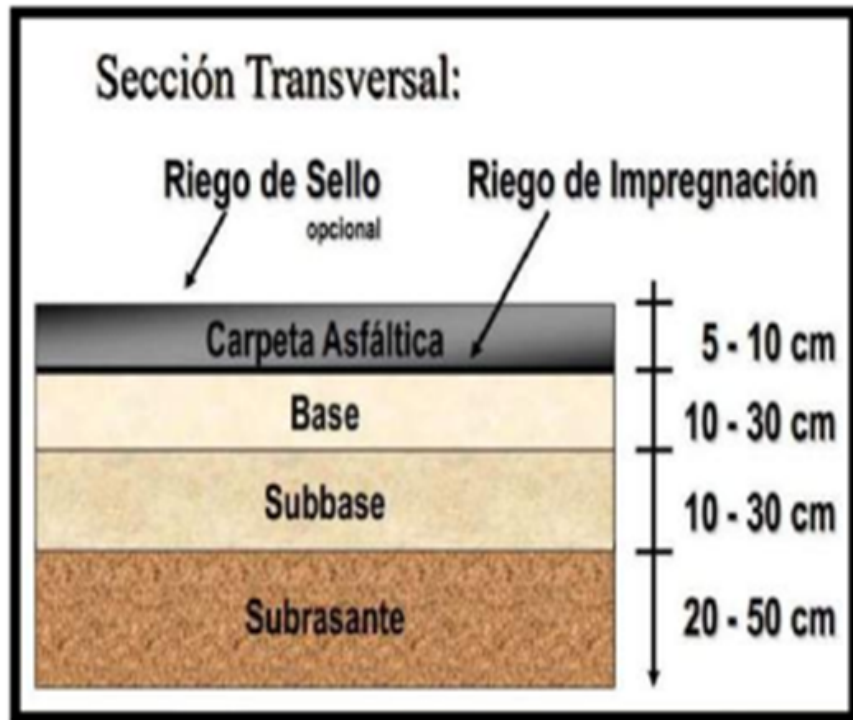 Sección Transversal:
Riego de Sello
opcional
Riego de Impregnación
Carpeta Asfáltica
5 - 10 cm
Base
10 - 30 cm
Subbase
10 - 30 cm
Subrasante
20 - 50 cm